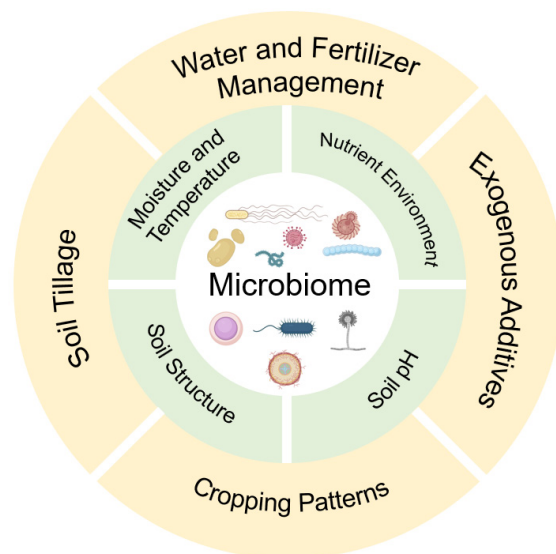 Water and Fertilizer
Management
Moisture and
Temperature
Nutrient Environment
Soil Tillage
Microbiome
Exogenous Additives
Soil Structure
Soil pH
Cropping Patterns